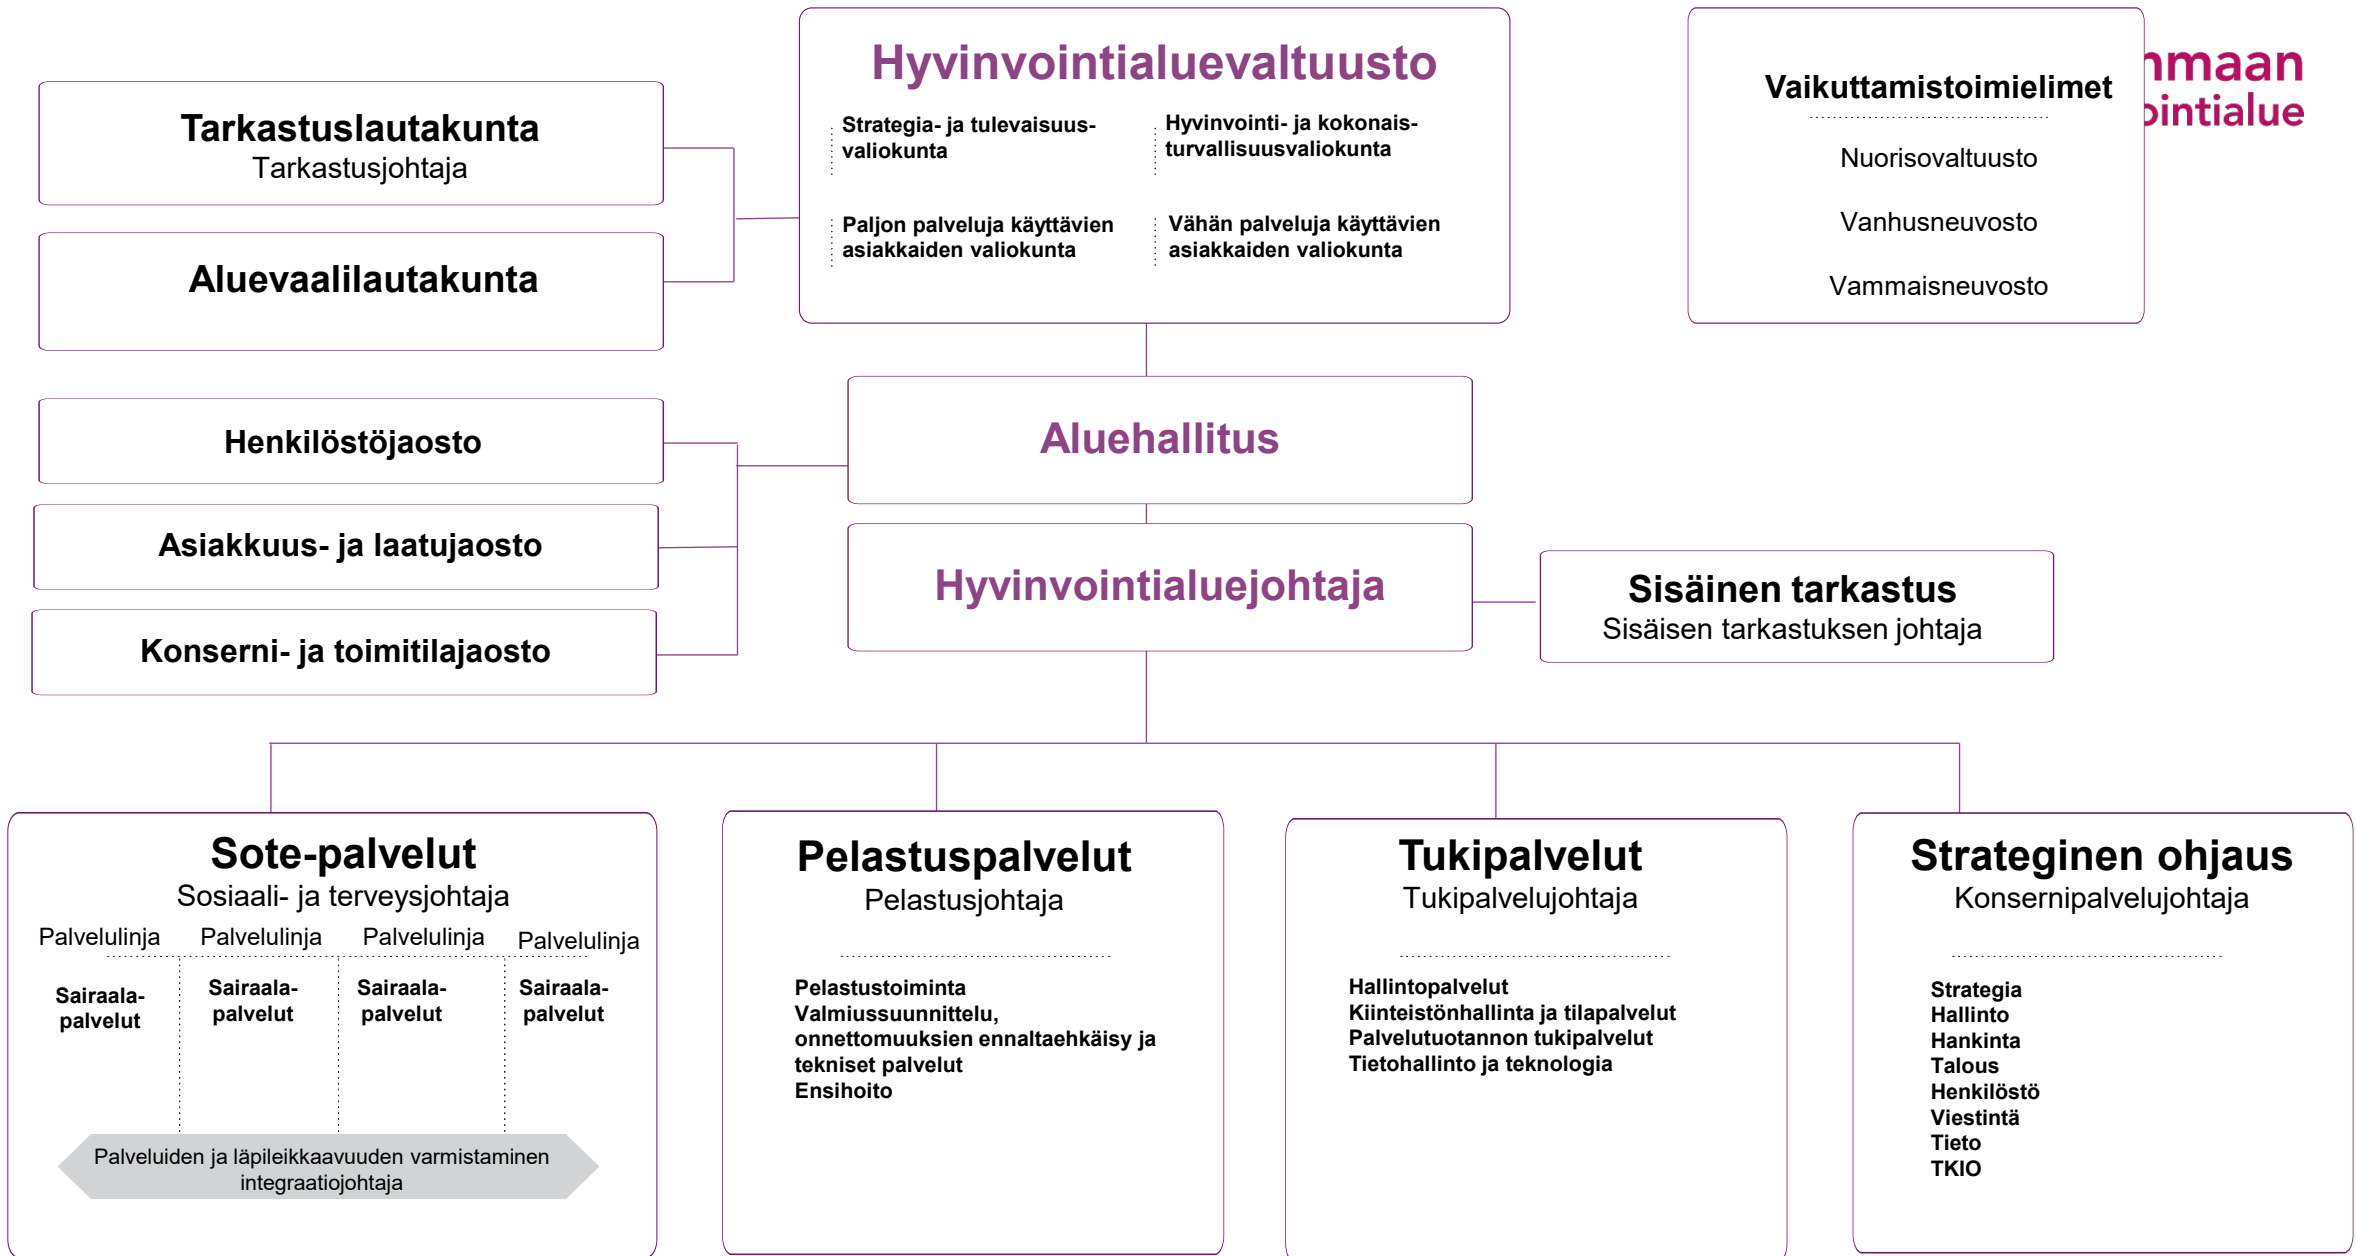 Hyvinvointialuevaltuusto
Strategia- ja tulevaisuus-
valiokunta
Hyvinvointi- ja kokonais-
turvallisuusvaliokunta
Paljon palveluja käyttävien
asiakkaiden valiokunta
Vähän palveluja käyttävien
asiakkaiden valiokunta
Vaikuttamistoimielimet
Nuorisovaltuusto
Vanhusneuvosto
Vammaisneuvosto
nmaan
ointialue
Tarkastuslautakunta
Tarkastusjohtaja
Aluevaalilautakunta
Henkilöstöjaosto
Asiakkuus- ja laatujaosto
Konserni- ja toimitilajaosto
Aluehallitus
Hyvinvointialuejohtaja
Sisäinen tarkastus
Sisäisen tarkastuksen johtaja
Sote-palvelut
Sosiaali- ja terveysjohtaja
Palvelulinja
Palvelulinja
Palvelulinja
Palvelulinja
Sairaala-
palvelut
Sairaala-
palvelut
Sairaala-
palvelut
Sairaala-
palvelut
Palveluiden ja läpileikkaavuuden varmistaminen
integraatiojohtaja
Pelastuspalvelut
Pelastusjohtaja
Pelastustoiminta
Valmiussuunnittelu,
onnettomuuksien ennaltaehkäisy ja
tekniset palvelut
Ensihoito
Tukipalvelut
Tukipalvelujohtaja
Hallintopalvelut
Kiinteistönhallinta ja tilapalvelut
Palvelutuotannon tukipalvelut
Tietohallinto ja teknologia
Strateginen ohjaus
Konsernipalvelujohtaja
Strategia
Hallinto
Hankinta
Talous
Henkilöstö
Viestintä
Tieto
TKIO